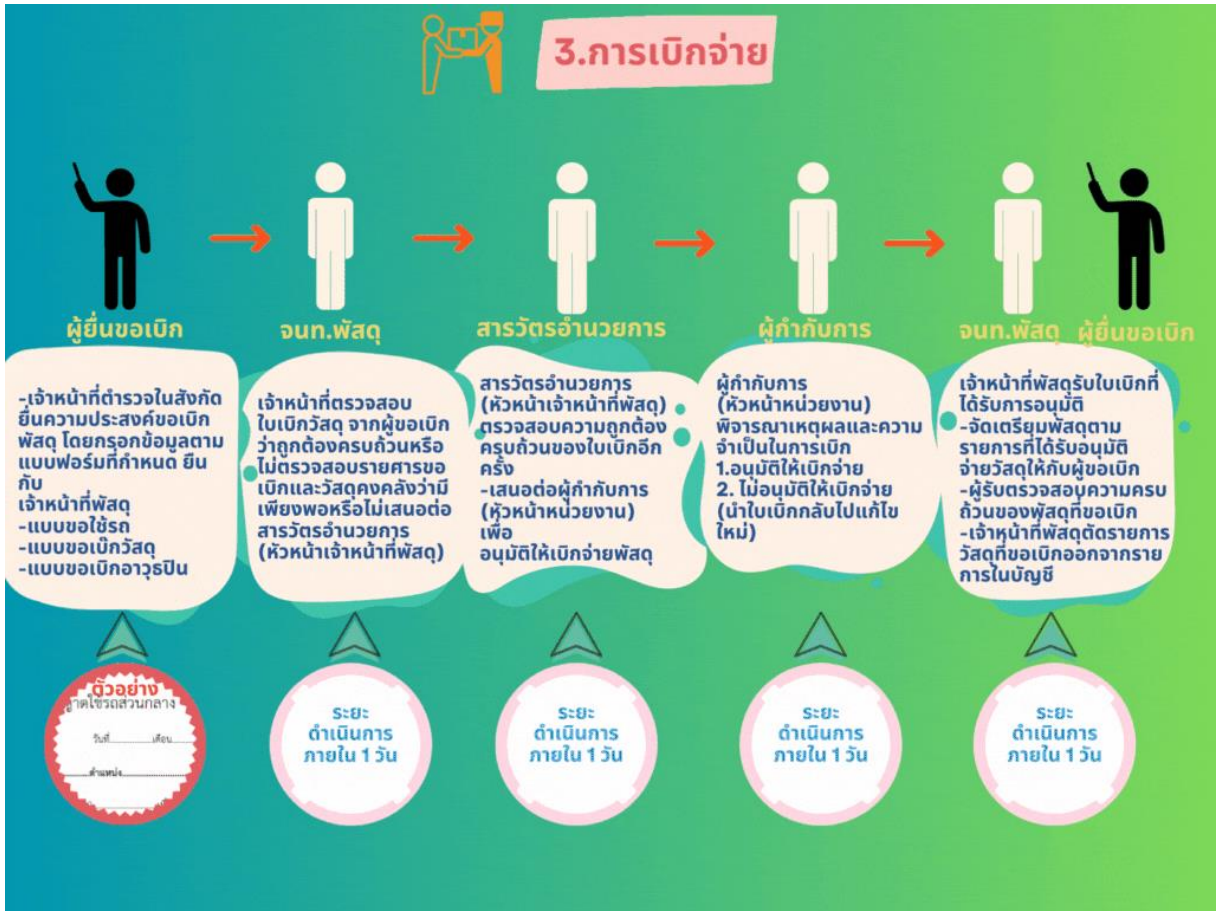 3.การเบิกจ่าย
ผู้ยื่นขอเบิก
-เจ้าหน้าที่ตำรวจในสังกัด
ยื่นความประสงค์ขอเบิก
พัสดุ โดยกรอกข้อมูลตาม
แบบฟอร์มที่กำหนด ยืน
กับ
เจ้าหน้าที่พัสดุ
-แบบขอใช้รถ
-แบบขอเบ๊กวัสดุ
-แบบขอเบิกอาวุธปืน
ตัวอย่าง
าตใช้รถส่วนกลาง
วันที่.............เดือน
ตำแหน่ง
จนท.พัสดุ
เจ้าหน้าที่ตรวจสอบ
ใบเบิกวัสดุ จากผู้ขอเบิก
ว่าถูกต้องครบถ้วนหรือ
ไม่ตรวจสอบรายศารขอ
เบิกและวัสดุคงคลังว่ามี
เพียงพอหรือไม่เสนอต่อ
สารวัตรอำนวยการ
(หัวหน้าเจ้าหน้าที่พัสดุ)
ระยะ
ดำเนินการ
ภายใน 1 วัน
สารวัตรอำนวยการ
สารวัตรอำนวยการ
(หัวหน้าเจ้าหน้าที่พัสดุ)
ตรวจสอบความถูกต้อง
ครบถ้วนของใบเบิกอีก
ครั้ง
-เสนอต่อผู้กำกับการ
(หัวหน้าหน่วยงาน)
เพื่อ
อนุมัติให้เบิกจ่ายพัสดุ
ระยะ
ดำเนินการ
ภายใน 1 วัน
ผู้กำกับการ
ผู้กำกับการ
(หัวหน้าหน่วยงาน)
พิจารณาเหตุผลและความ
จำเป็นในการเบิก
1.อนุมัติให้เบิกจ่าย
2. ไม่อนุมัติให้เบิกจ่าย
(นำใบเบิกกลับไปแก้ไข
ใหม่)
ระยะ
ดำเนินการ
ภายใน 1 วัน
จนท.พัสดุ ผู้ยื่นขอเบิก
เจ้าหน้าที่พัสดุรับใบเบิกที่
ได้รับการอนุมัติ
-จัดเตรียมพัสดุตาม
รายการที่ได้รับอนุมัติ
จ่ายวัสดุให้กับผู้ขอเบิก
-ผู้รับตรวจสอบความครบ
ถ้วนของพัสดุที่ขอเบิก
-เจ้าหน้าที่พัสดุตัดรายการ
วัสดุที่ขอเบิกออกจากราย
การในบัญชี
ระยะ
ดำเนินการ
ภายใน 1 วัน